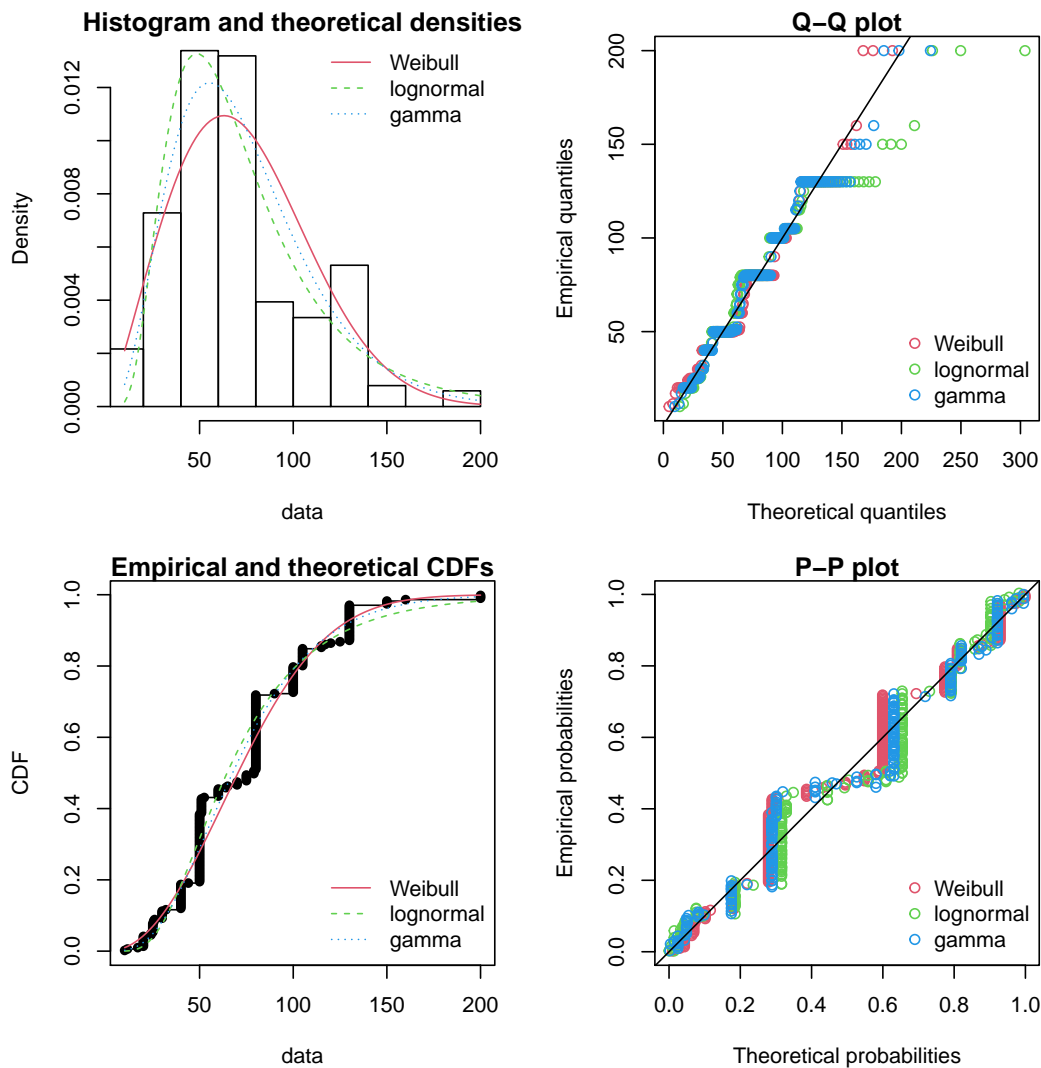 Histogram and theoretical densities
Density
0.000
0.004
0.008
0.012
Weibull
lognormal
gamma
50
100
150
200
data
Q−Q plot
Empirical quantiles
50
100
150
200
Weibull
lognormal
gamma
0
50
100
150
200
250
300
Theoretical quantiles
Empirical and theoretical CDFs
CDF
0.0
0.2
0.4
0.6
0.8
1.0
Weibull
lognormal
gamma
50
100
150
200
data
P−P plot
Empirical probabilities
0.0
0.2
0.4
0.6
0.8
1.0
Weibull
lognormal
gamma
0.0
0.2
0.4
0.6
0.8
1.0
Theoretical probabilities